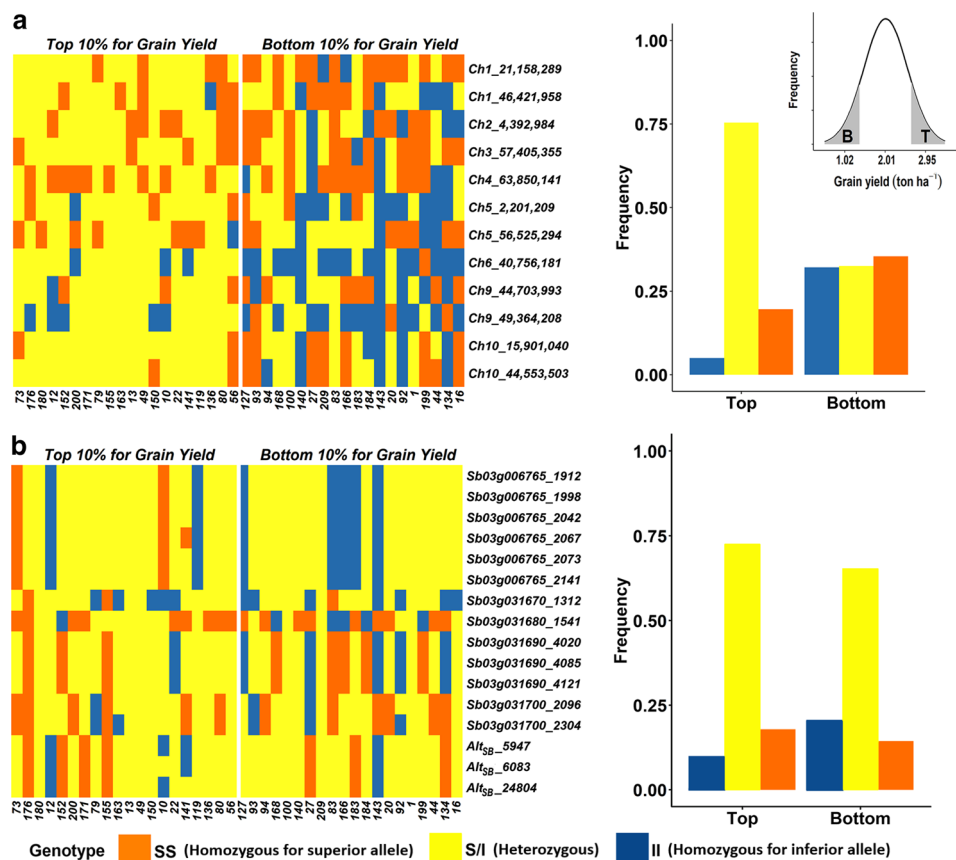 a
Top 10% for Grain Yield
Bottom 10% for Grain Yield
Ch1_21,158,289
Ch1_46,421,958
Ch2_4,392,984
Ch3_57,405,355
Ch4_63,850,141
Ch5_2,201,209
Ch5_56,525,294
Ch6_40,756,181
Ch9_44,703,993
Ch9_49,364,208
Ch10_15,901,040
Ch10_44,553,503
73 176 180 12 152 200 171 79 155 163 13 49 150 10 22 141 119 136 80 56 127 93 94 168 100 140 27 209 83 166 183 184 143 20 92 1 199 44 134 16
Frequency
1.00
0.75
0.50
0.25
0.00
Top
Bottom
Frequency
B
T
1.02
2.01
2.95
Grain yield (ton ha⁻¹)
b
Top 10% for Grain Yield
Bottom 10% for Grain Yield
Sb03g006765_1912
Sb03g006765_1998
Sb03g006765_2042
Sb03g006765_2067
Sb03g006765_2073
Sb03g006765_2141
Sb03g031670_1312
Sb03g031680_1541
Sb03g031690_4020
Sb03g031690_4085
Sb03g031690_4121
Sb03g031700_2096
Sb03g031700_2304
AltSB_5947
AltSB_6083
AltSB_24804
73 176 180 12 152 200 171 79 155 163 13 49 150 10 22 141 119 136 80 56 127 93 94 168 100 140 27 209 83 166 183 184 143 20 92 1 199 44 134 16
Frequency
1.00
0.75
0.50
0.25
0.00
Top
Bottom
Genotype
SS (Homozygous for superior allele)
S/I (Heterozygous)
II (Homozygous for inferior allele)